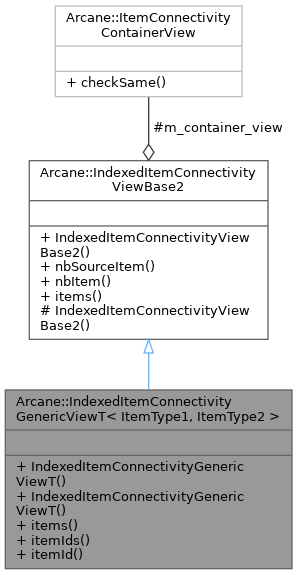 Arcane::ItemConnectivity
ContainerView
+ checkSame()
#m_container_view
Arcane::IndexedItemConnectivity
ViewBase2
+ IndexedItemConnectivityView
Base2()
+ nbSourceItem()
+ nbItem()
+ items()
# IndexedItemConnectivityView
Base2()
Arcane::IndexedItemConnectivity
GenericViewT< ItemType1, ItemType2 >
+ IndexedItemConnectivityGeneric
ViewT()
+ IndexedItemConnectivityGeneric
ViewT()
+ items()
+ itemIds()
+ itemId()